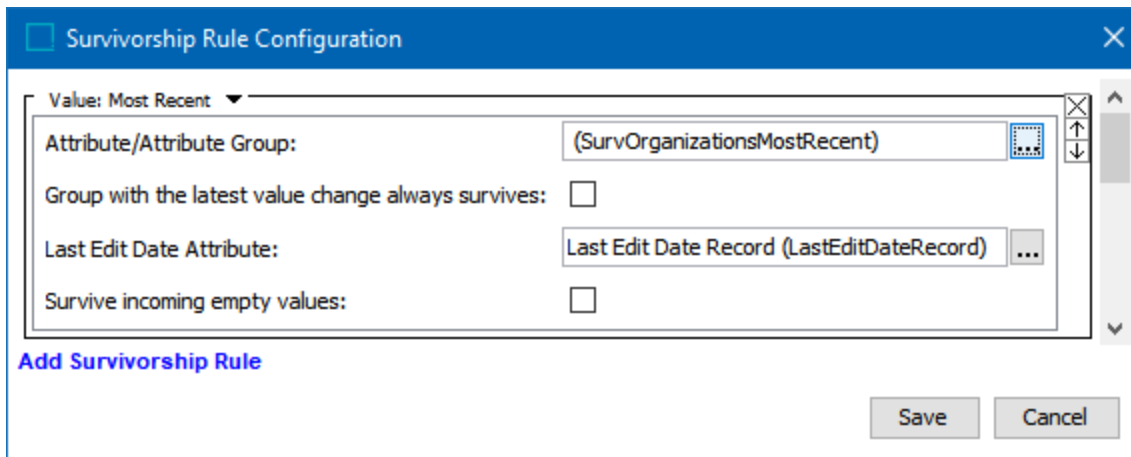 Survivorship Rule Configuration
Value: Most Recent
Attribute/Attribute Group: (SurvOrganizationsMostRecent) ...
Group with the latest value change always survives:
Last Edit Date Attribute: Last Edit Date Record (LastEditDateRecord) ...
Survive incoming empty values:
Add Survivorship Rule
Save Cancel